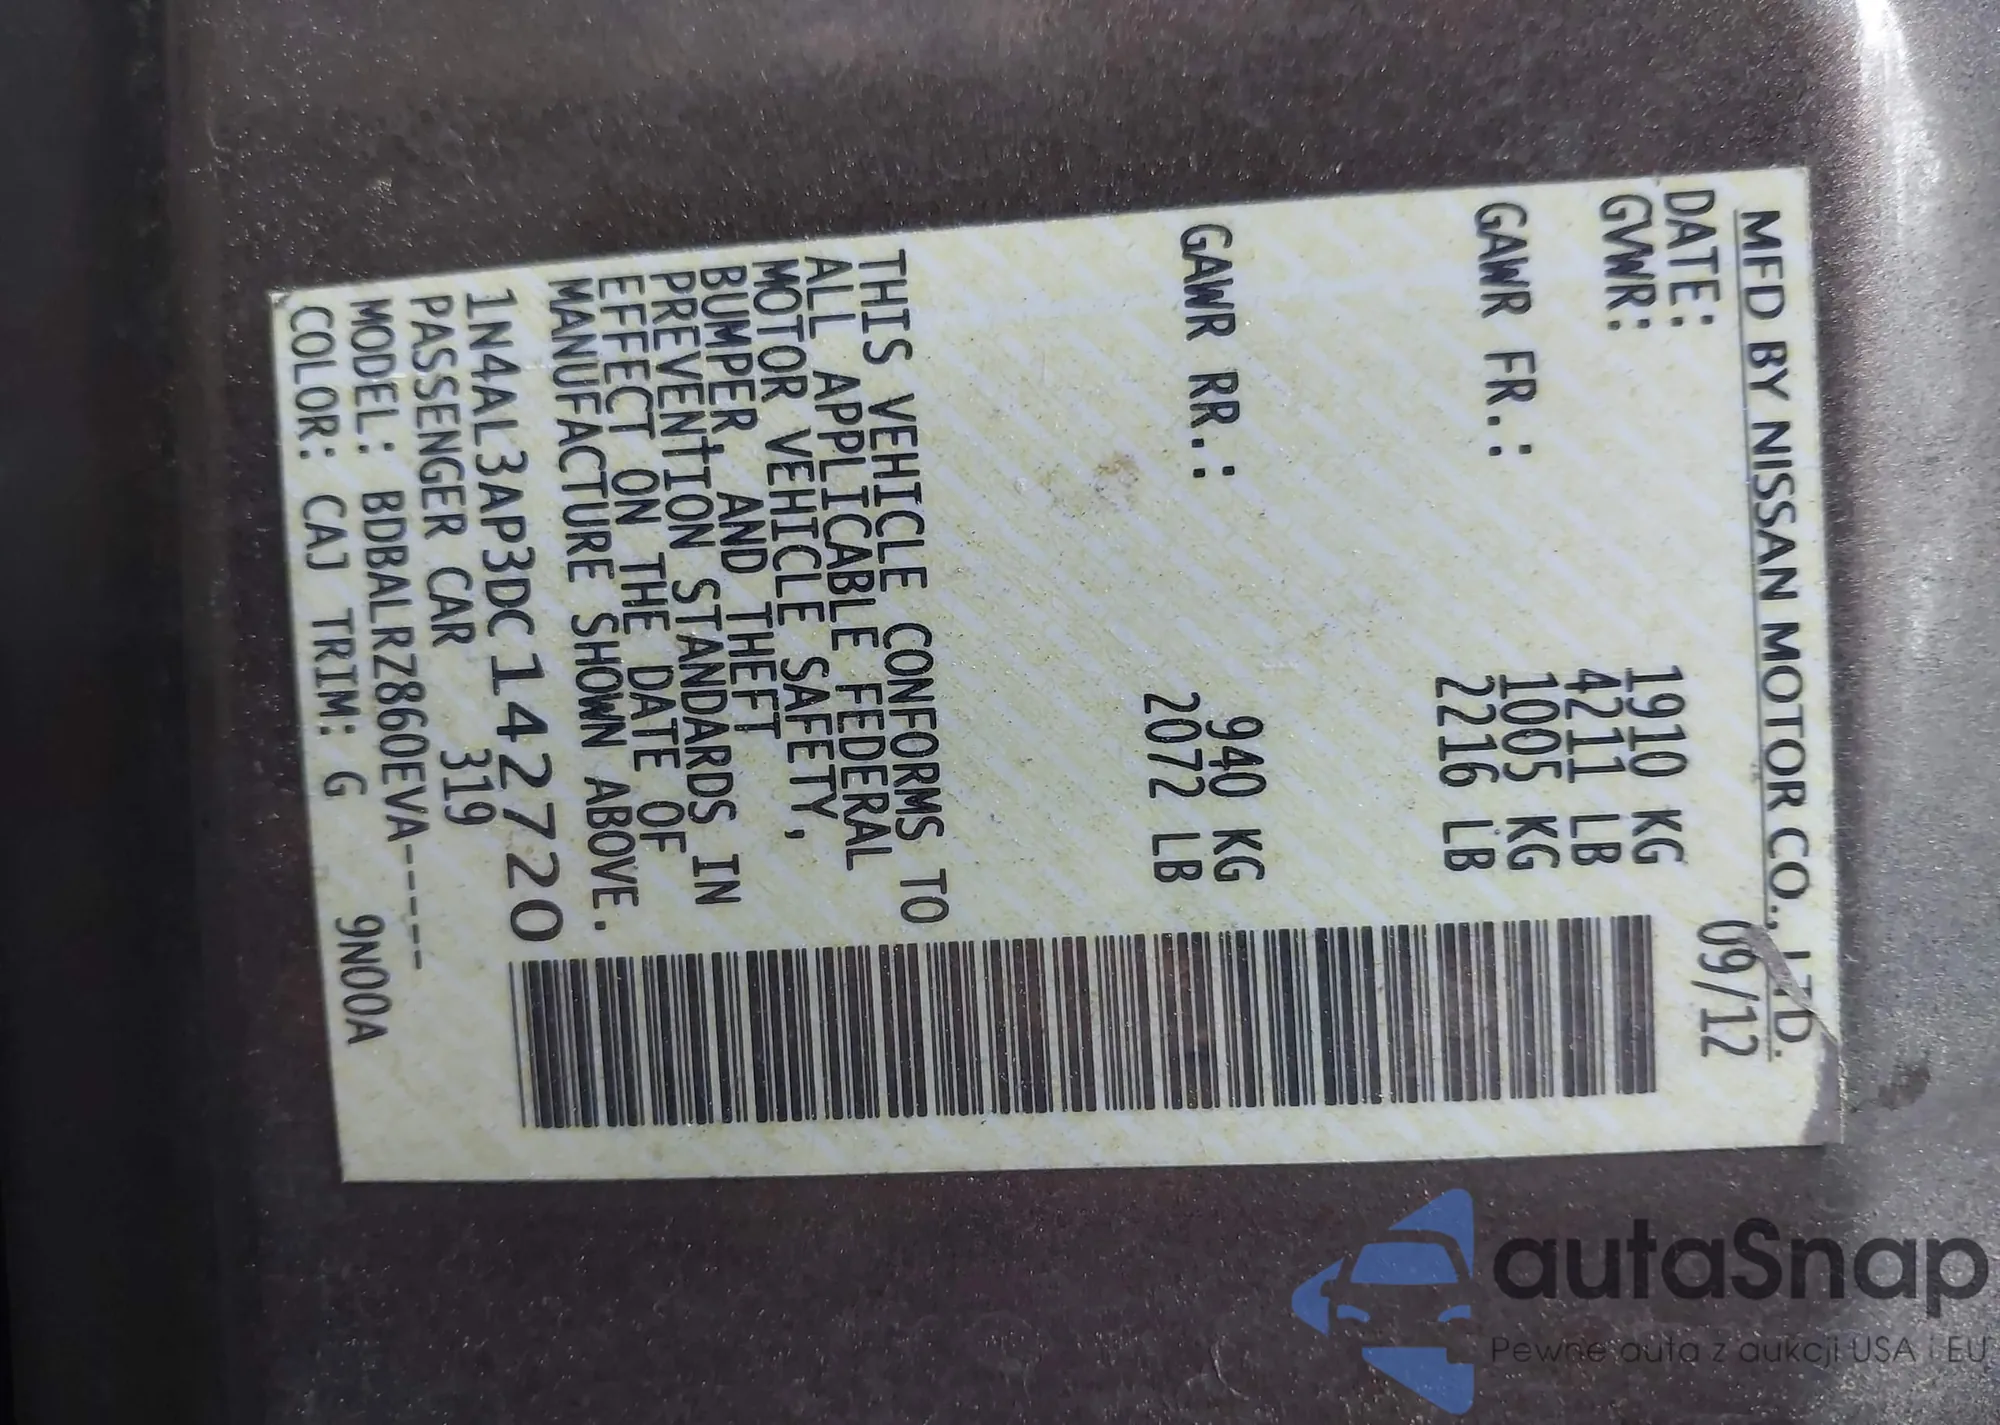 MFD BY NISSAN MOTOR CO., LTD.
DATE: 09/12
GVWR: 1910 KG
4211 LB
GAWR FR.: 1005 KG
2216 LB
GAWR RR.: 940 KG
2072 LB
THIS VEHICLE CONFORMS TO
ALL APPLICABLE FEDERAL
MOTOR VEHICLE SAFETY,
BUMPER, AND THEFT
PREVENTION STANDARDS IN
EFFECT ON THE DATE OF
MANUFACTURE SHOWN ABOVE.
1N4AL3AP3DC142720
PASSENGER CAR 319
MODEL: BDBALRZ860EVA-----
COLOR: CAJ TRIM: G 9N00A
autaSnap
Pewne auta z aukcji USA i EU